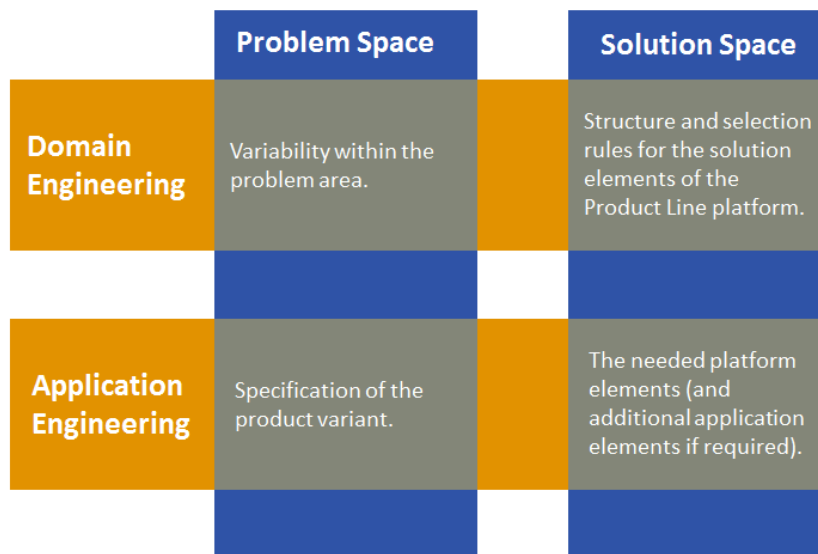 Problem Space
Solution Space
Domain
Engineering
Variability within the
problem area.
Structure and selection
rules for the solution
elements of the
Product Line platform.
Application
Engineering
Specification of the
product variant.
The needed platform
elements (and
additional application
elements if required).